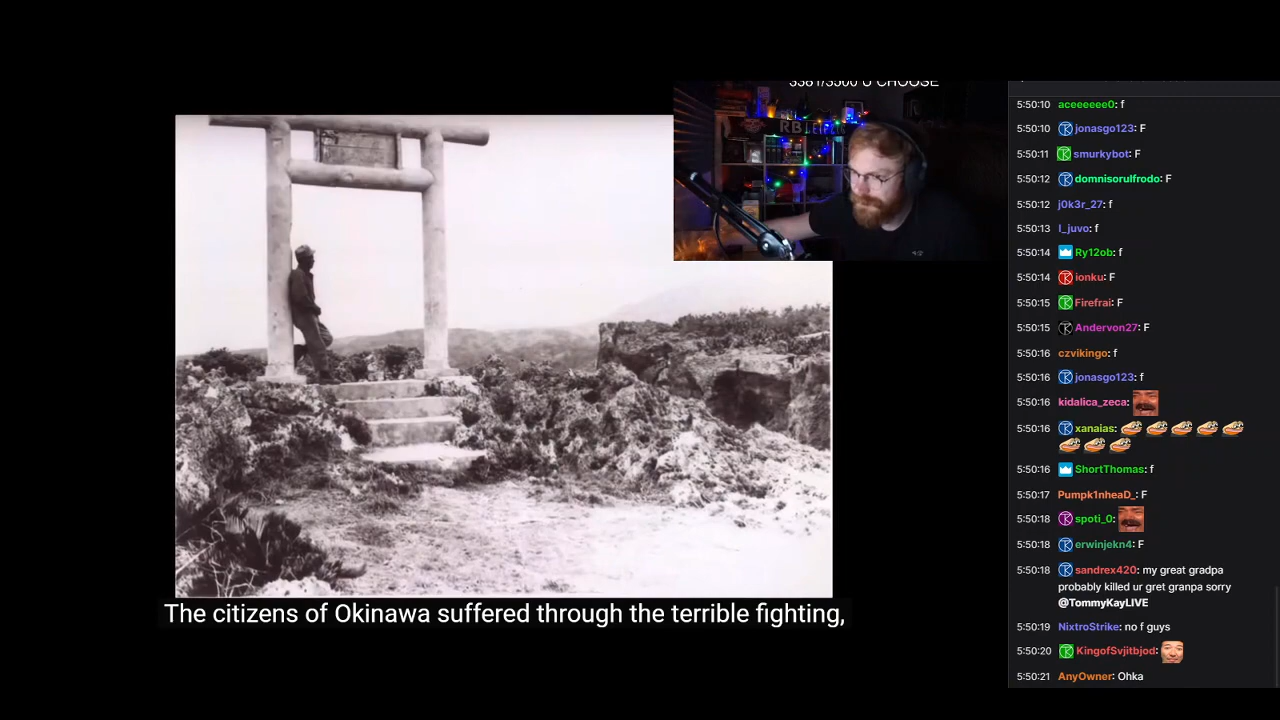 3381/3500 U CHOOSE
RB LEIPZIG
The citizens of Okinawa suffered through the terrible fighting,
5:50:10 aceeeeee0: f
5:50:10 jonasgo123: F
5:50:11 smurkybot: F
5:50:12 domnisorulfrodo: F
5:50:12 j0k3r_27: f
5:50:13 l_juvo: f
5:50:14 Ry12ob: f
5:50:14 ionku: F
5:50:15 Firefrai: F
5:50:15 Andervon27: F
5:50:16 czvikingo: f
5:50:16 jonasgo123: f
5:50:16 kidalica_zeca:
5:50:16 xanaias:
5:50:16 ShortThomas: f
5:50:17 Pumpk1nheaD_: F
5:50:18 spoti_0:
5:50:18 erwinjekn4: F
5:50:18 sandrex420: my great gradpa
probably killed ur gret granpa sorry
@TommyKayLIVE
5:50:19 NixtroStrike: no f guys
5:50:20 KingofSvjitbjod:
5:50:21 AnyOwner: Ohka